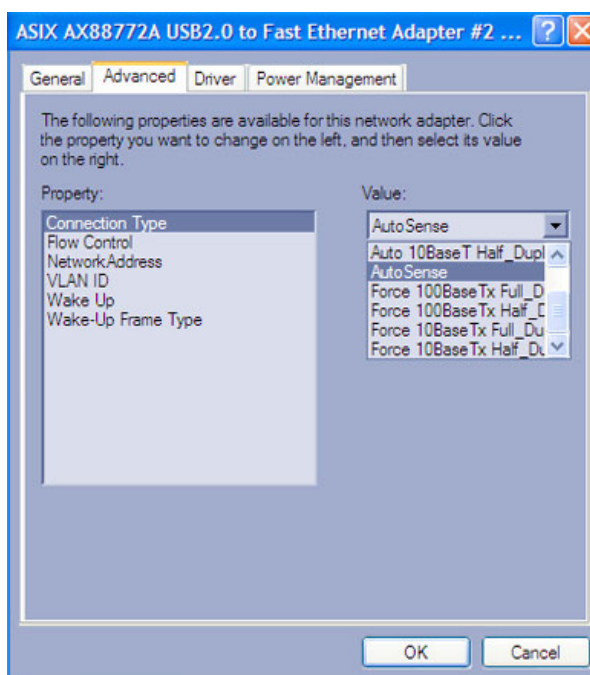 ASIX AX88772A USB2.0 to Fast Ethernet Adapter #2 ...
General Advanced Driver Power Management
The following properties are available for this network adapter. Click
the property you want to change on the left, and then select its value
on the right.
Property:
Connection Type
Flow Control
NetworkAddress
VLAN ID
Wake Up
Wake-Up Frame Type
Value:
AutoSense
Auto 10BaseT Half_Dupl
AutoSense
Force 100BaseTx Full_D
Force 100BaseTx Half_D
Force 10BaseTx Full_Du
Force 10BaseTx Half_Du
OK Cancel